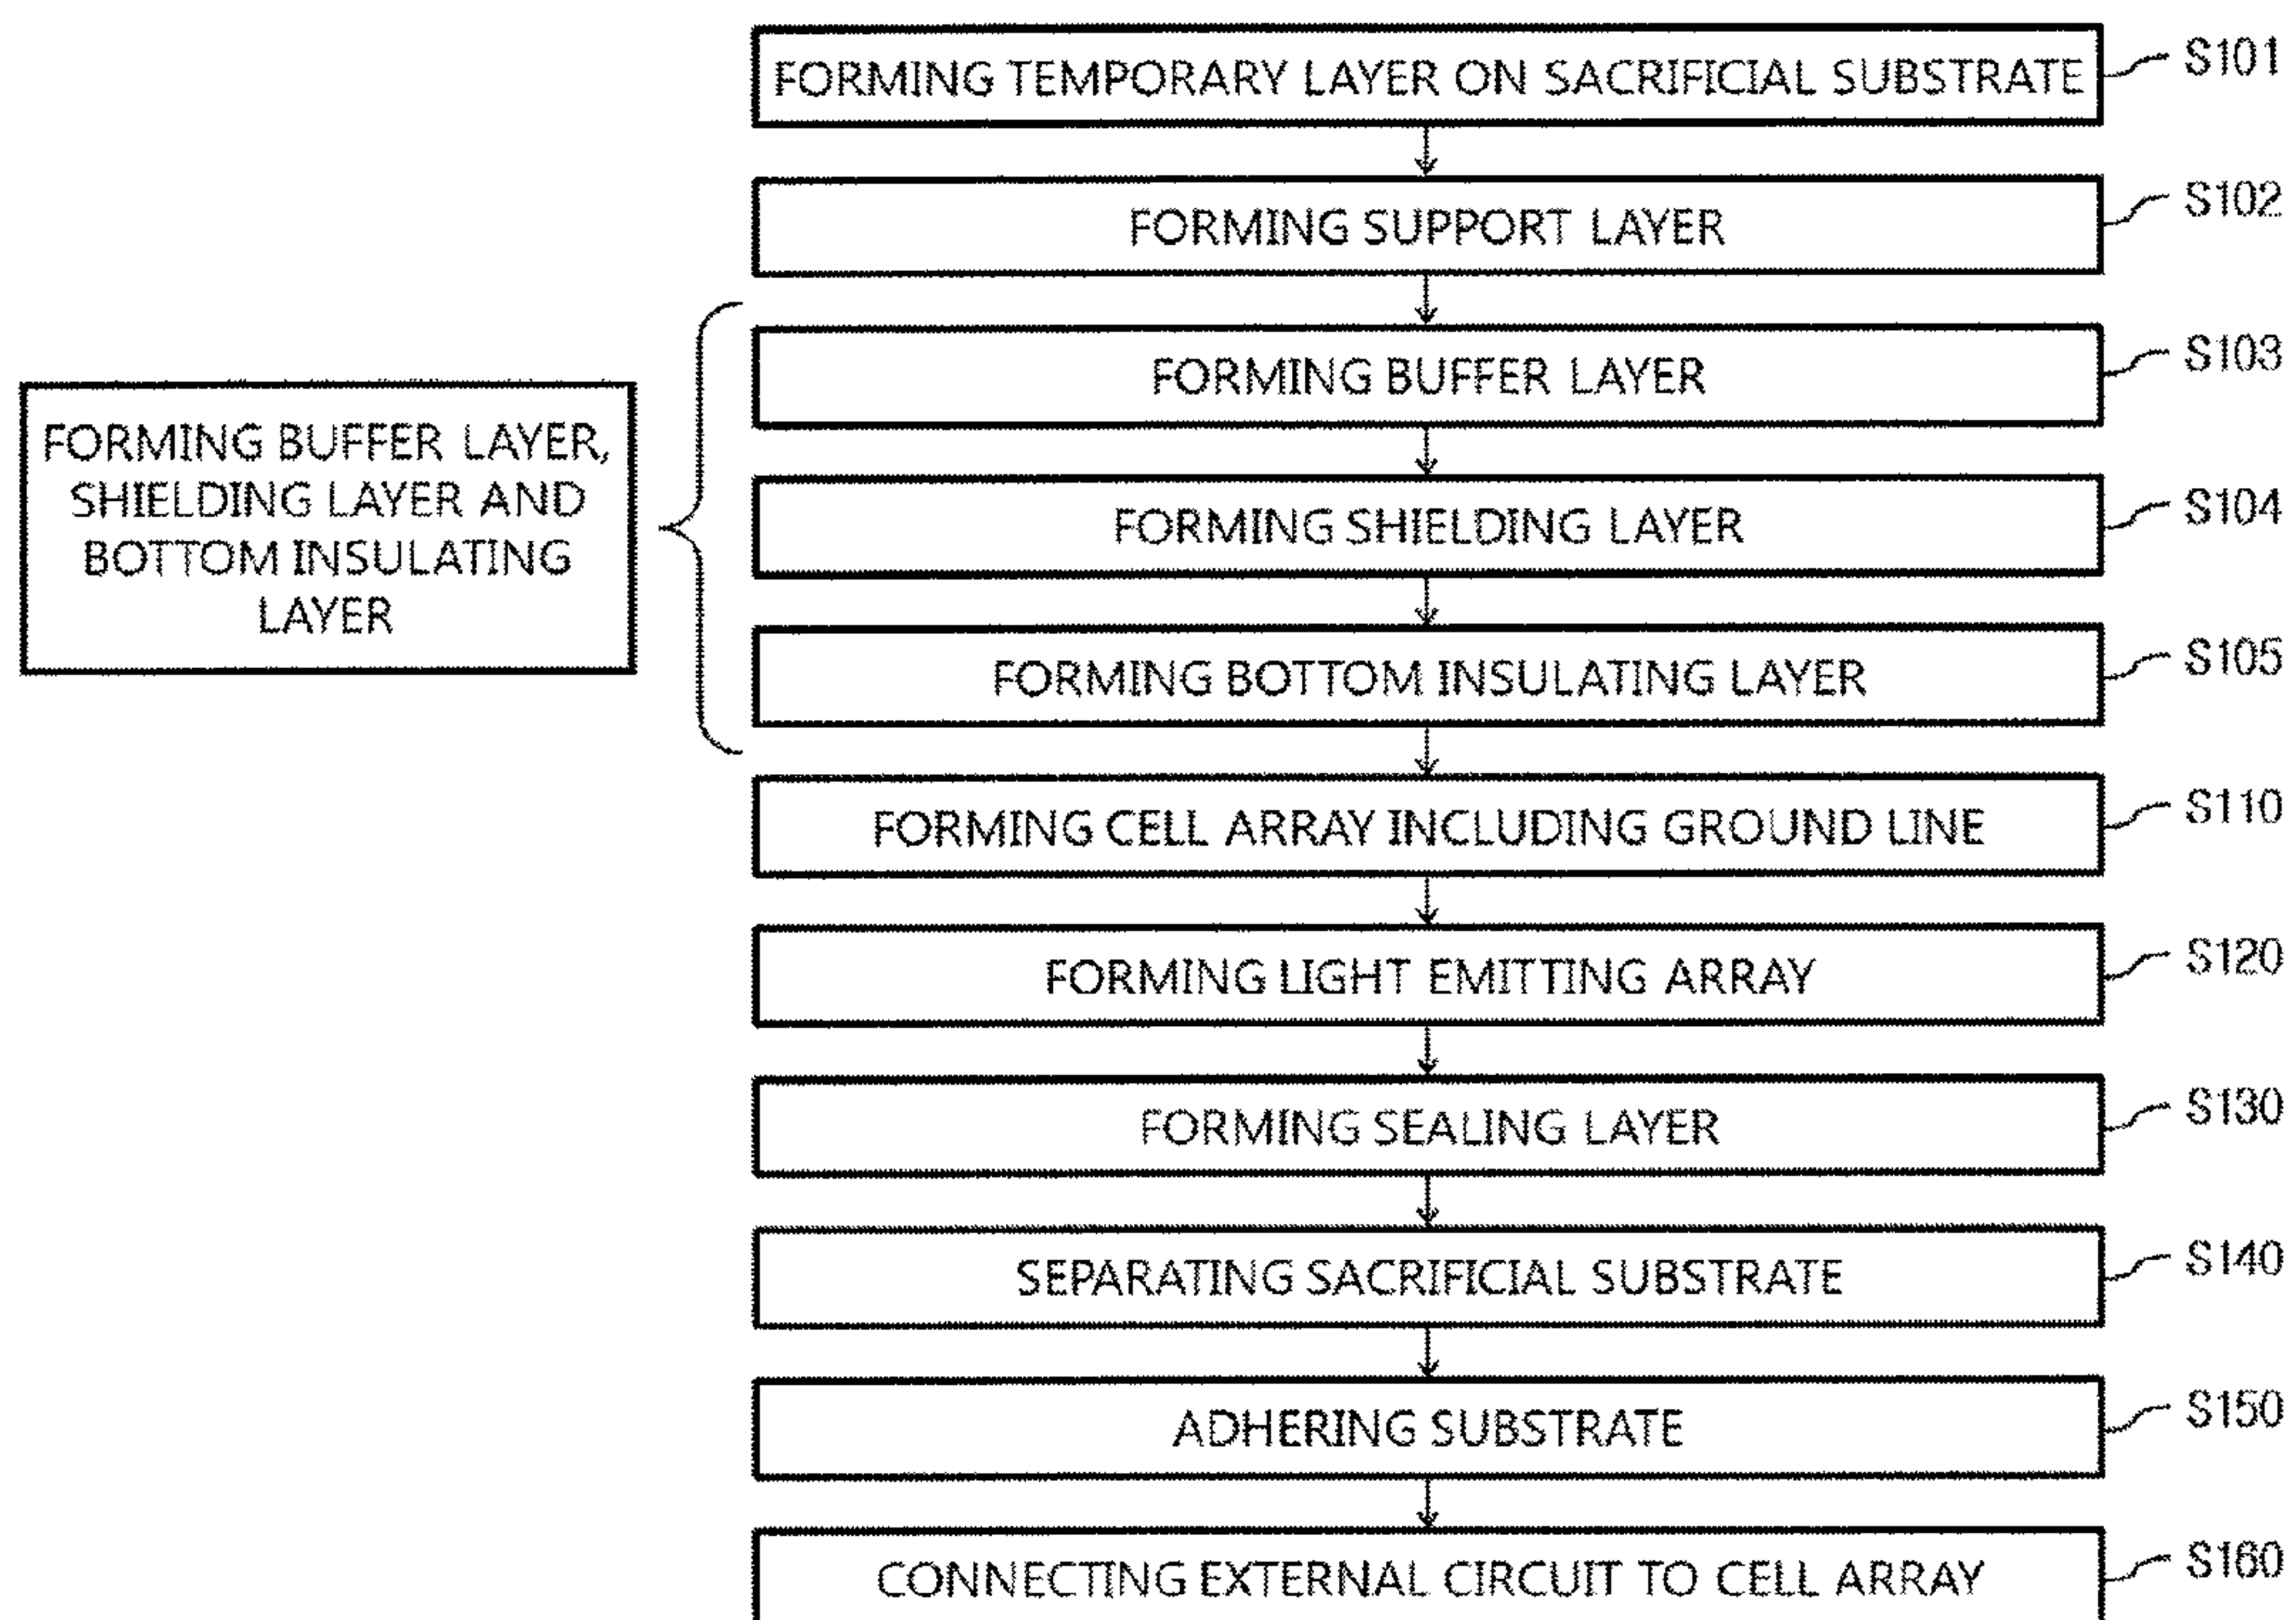 FORMING TEMPORARY LAYER ON SACRIFICIAL SUBSTRATE S101
FORMING SUPPORT LAYER S102
FORMING BUFFER LAYER S103
FORMING SHIELDING LAYER S104
FORMING BOTTOM INSULATING LAYER S105
FORMING BUFFER LAYER,
SHIELDING LAYER AND
BOTTOM INSULATING
LAYER
FORMING CELL ARRAY INCLUDING GROUND LINE S110
FORMING LIGHT EMITTING ARRAY S120
FORMING SEALING LAYER S130
SEPARATING SACRIFICIAL SUBSTRATE S140
ADHERING SUBSTRATE S150
CONNECTING EXTERNAL CIRCUIT TO CELL ARRAY S160